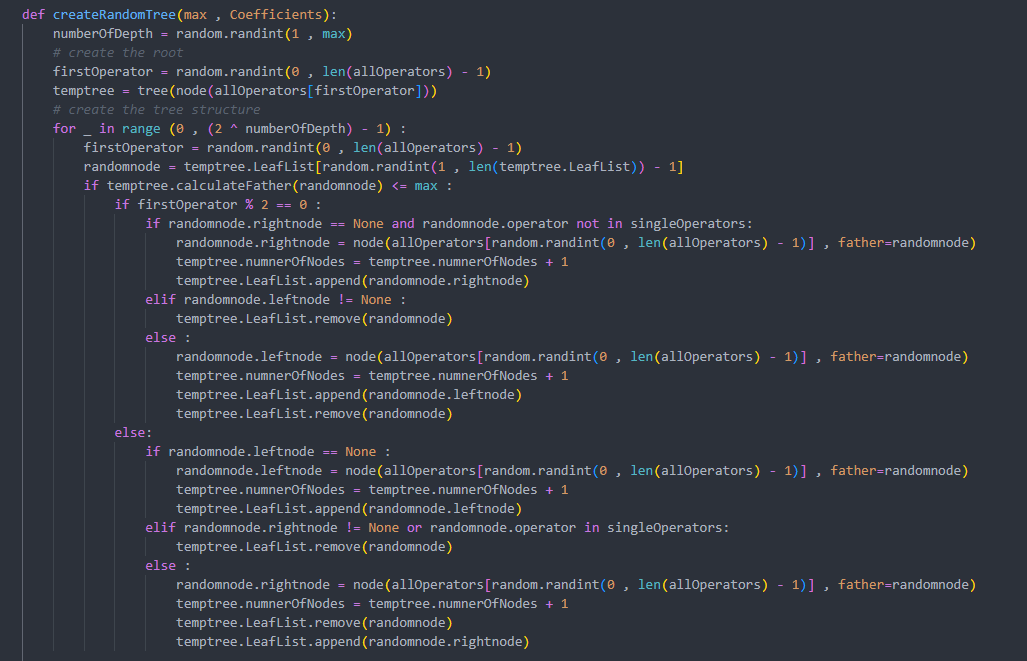 def createRandomTree(max , Coefficients):
    numberOfDepth = random.randint(1 , max)
    # create the root
    firstOperator = random.randint(0 , len(allOperators) - 1)
    temptree = tree(node(allOperators[firstOperator]))
    # create the tree structure
    for _ in range (0 , (2 ^ numberOfDepth) - 1) :
        firstOperator = random.randint(0 , len(allOperators) - 1)
        randomnode = temptree.LeafList[random.randint(1 , len(temptree.LeafList)) - 1]
        if temptree.calculateFather(randomnode) <= max :
            if firstOperator % 2 == 0 :
                if randomnode.rightnode == None and randomnode.operator not in singleOperators:
                    randomnode.rightnode = node(allOperators[random.randint(0 , len(allOperators) - 1)] , father=randomnode)
                    temptree.numnerOfNodes = temptree.numnerOfNodes + 1
                    temptree.LeafList.append(randomnode.rightnode)
                elif randomnode.leftnode != None :
                    temptree.LeafList.remove(randomnode)
                else :
                    randomnode.leftnode = node(allOperators[random.randint(0 , len(allOperators) - 1)] , father=randomnode)
                    temptree.numnerOfNodes = temptree.numnerOfNodes + 1
                    temptree.LeafList.append(randomnode.leftnode)
                    temptree.LeafList.remove(randomnode)
            else:
                if randomnode.leftnode == None :
                    randomnode.leftnode = node(allOperators[random.randint(0 , len(allOperators) - 1)] , father=randomnode)
                    temptree.numnerOfNodes = temptree.numnerOfNodes + 1
                    temptree.LeafList.append(randomnode.leftnode)
                elif randomnode.rightnode != None or randomnode.operator in singleOperators:
                    temptree.LeafList.remove(randomnode)
                else :
                    randomnode.rightnode = node(allOperators[random.randint(0 , len(allOperators) - 1)] , father=randomnode)
                    temptree.numnerOfNodes = temptree.numnerOfNodes + 1
                    temptree.LeafList.remove(randomnode)
                    temptree.LeafList.append(randomnode.rightnode)